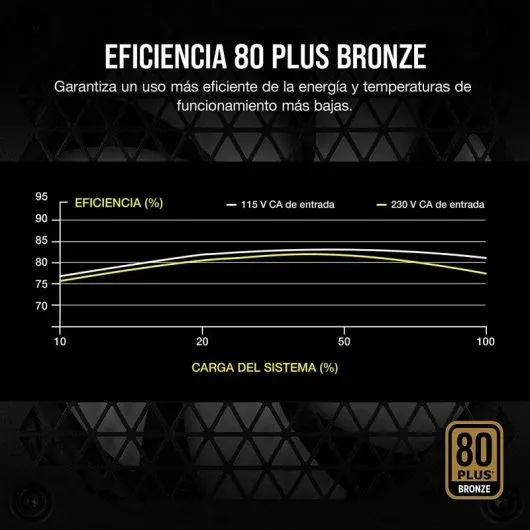 EFICIENCIA 80 PLUS BRONZE
Garantiza un uso más eficiente de la energía y temperaturas de
funcionamiento más bajas.
EFICIENCIA (%)
115 V CA de entrada
230 V CA de entrada
95
90
85
80
75
70
10
20
50
100
CARGA DEL SISTEMA (%)
80
PLUS
BRONZE